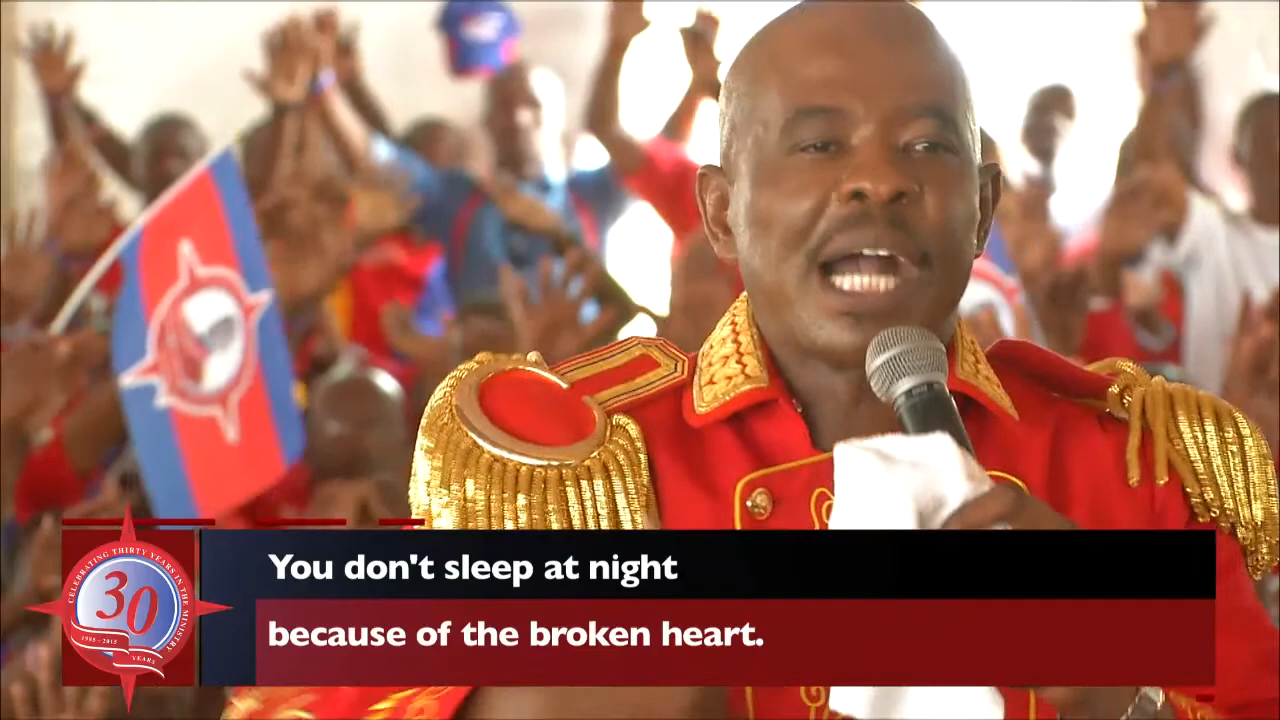 You don't sleep at night
because of the broken heart.
CELEBRATING THIRTY YEARS IN THE MINISTRY
30
1985 - 2015
YEARS